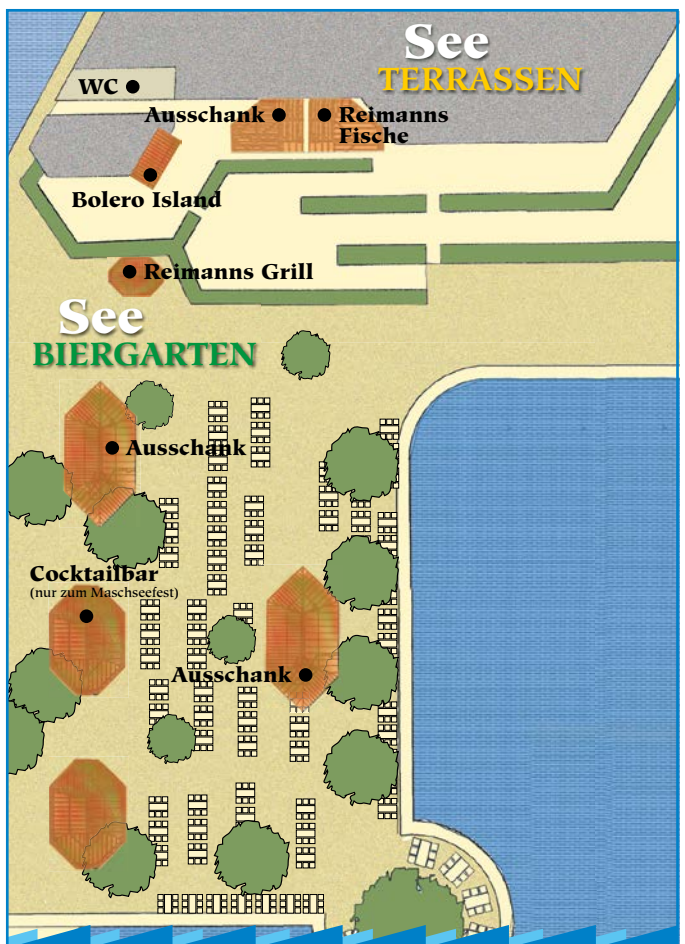 See
TERRASSEN
WC
Ausschank
Reimanns
Fische
Bolero Island
Reimanns Grill
See
BIERGARTEN
Ausschank
Cocktailbar
(nur zum Maschseefest)
Ausschank